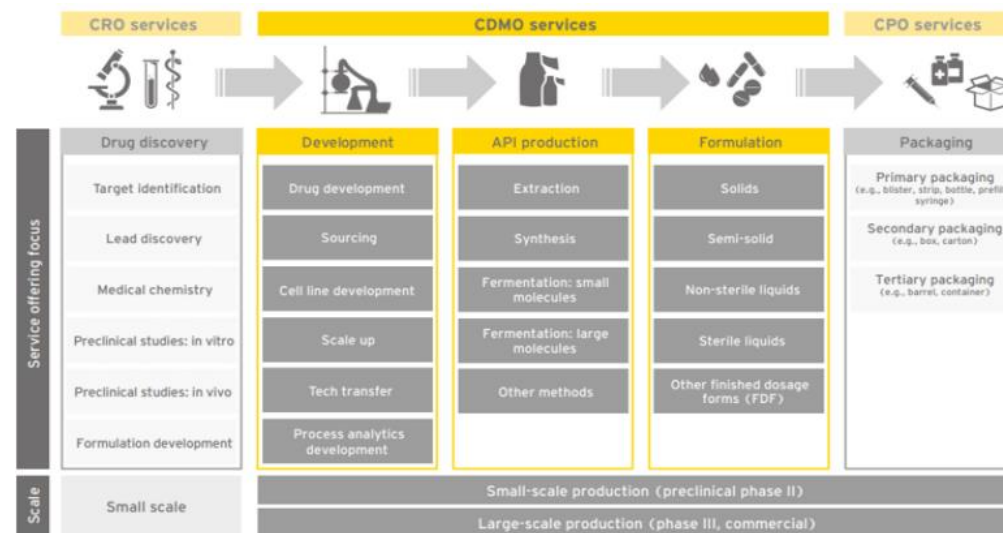 CRO services
CDMO services
CPO services
Service offering focus
Drug discovery
Target identification
Lead discovery
Medical chemistry
Preclinical studies: in vitro
Preclinical studies: in vivo
Formulation development
Development
Drug development
Sourcing
Cell line development
Scale up
Tech transfer
Process analytics
development
API production
Extraction
Synthesis
Fermentation: small
molecules
Fermentation: large
molecules
Other methods
Formulation
Solids
Semi-solid
Non-sterile liquids
Sterile liquids
Other finished dosage
forms (FDF)
Packaging
Primary packaging
(e.g., blister, strip, bottle, prefill
syringe)
Secondary packaging
(e.g., box, carton)
Tertiary packaging
(e.g., barrel, container)
Scale
Small scale
Small-scale production (preclinical phase II)
Large-scale production (phase III, commercial)